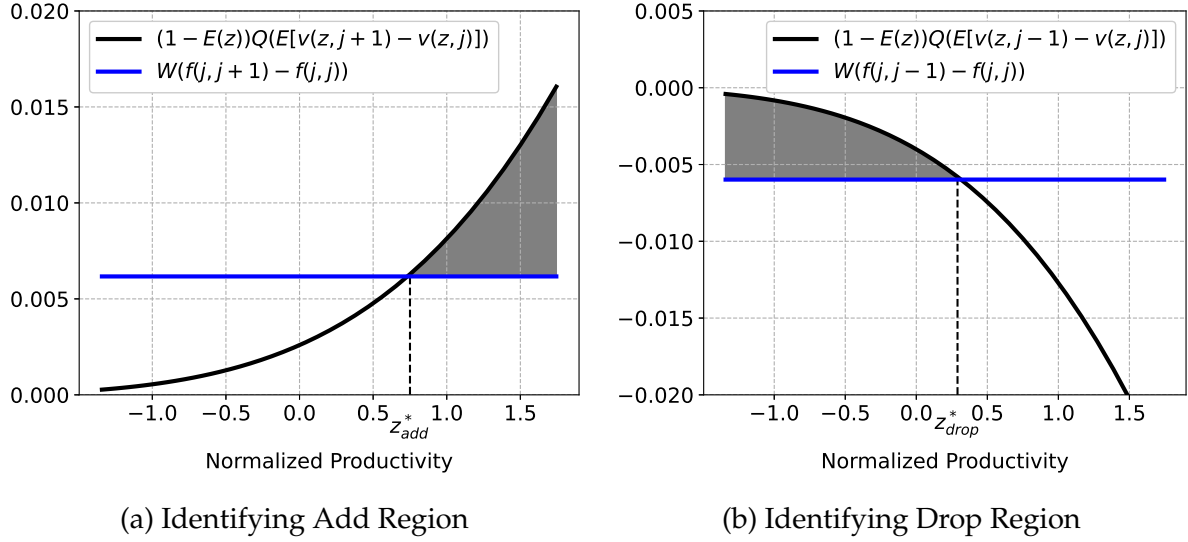 (1 − E(z))Q(E[v(z, j + 1) − v(z, j)])
W(f(j, j + 1) − f(j, j))
0.020
0.015
0.010
0.005
0.000
−1.0 −0.5 0.0 0.5 1.0 1.5
z*add
Normalized Productivity
(a) Identifying Add Region
(1 − E(z))Q(E[v(z, j − 1) − v(z, j)])
W(f(j, j − 1) − f(j, j))
0.005
0.000
−0.005
−0.010
−0.015
−0.020
−1.0 −0.5 0.0 0.5 1.0 1.5
z*drop
Normalized Productivity
(b) Identifying Drop Region